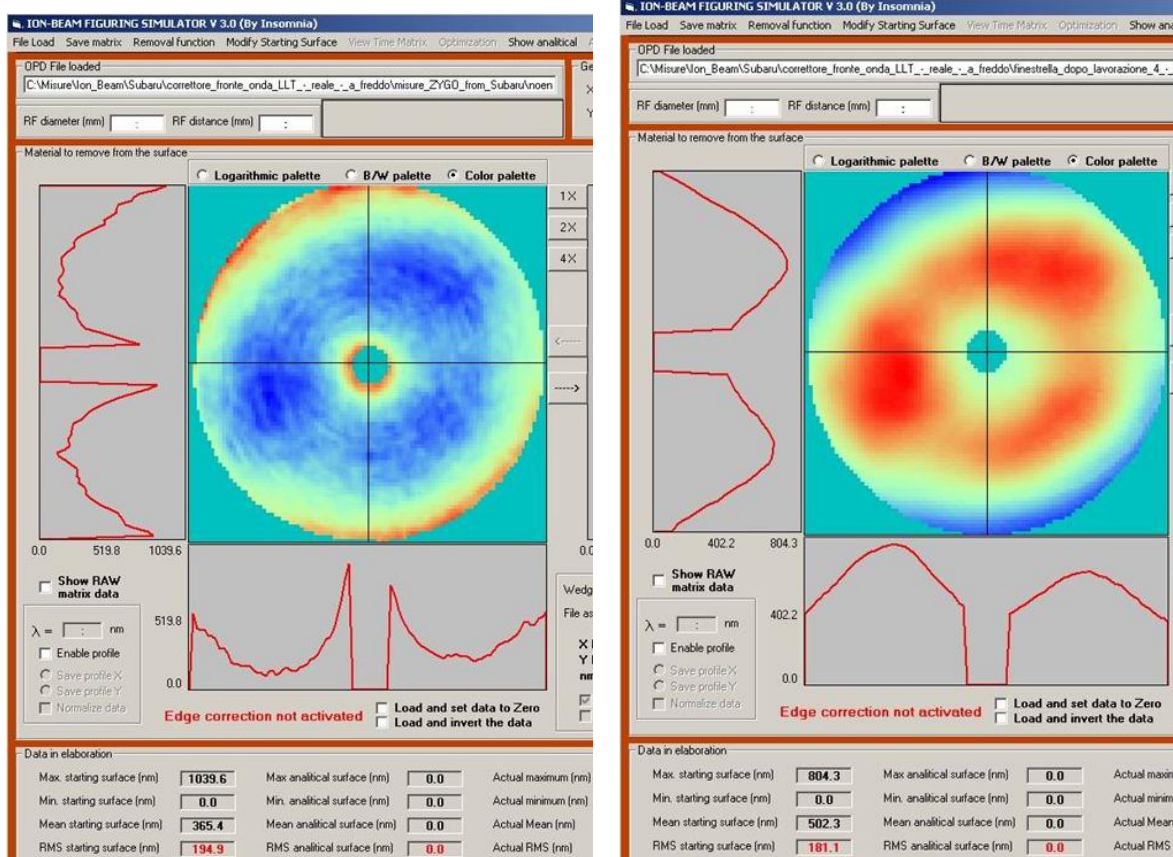 ION-BEAM FIGURING SIMULATOR V 3.0 (By Insomnia)
File Load Save matrix Removal function Modify Starting Surface View Time Matrix Optimization Show analitical
OPD File loaded
C:\Misure\Ion_Beam\Subaru\correttore_fronte_onda_LLT_-_reale_-_a_freddo\misure_ZYGO_from_Subaru\noen
RF diameter (mm) : RF distance (mm) :
Material to remove from the surface
Logarithmic palette B/W palette Color palette
1X
2X
4X
<-----
----->
0.0 519.8 1039.6
Show RAW
matrix data
λ = : nm
Enable profile
Save profile X
Save profile Y
Normalize data
519.8
0.0
Edge correction not activated
Load and set data to Zero
Load and invert the data
Wedg
File as
Data in elaboration
Max. starting surface (nm) 1039.6 Max analitical surface (nm) 0.0 Actual maximum (nm)
Min. starting surface (nm) 0.0 Min. analitical surface (nm) 0.0 Actual minimum (nm)
Mean starting surface (nm) 365.4 Mean analitical surface (nm) 0.0 Actual Mean (nm)
RMS starting surface (nm) 194.9 RMS analitical surface (nm) 0.0 Actual RMS (nm)
ION-BEAM FIGURING SIMULATOR V 3.0 (By Insomnia)
File Load Save matrix Removal function Modify Starting Surface View Time Matrix Optimization Show ana
OPD File loaded
C:\Misure\Ion_Beam\Subaru\correttore_fronte_onda_LLT_-_reale_-_a_freddo\finestrella_dopo_lavorazione_4_-_
RF diameter (mm) : RF distance (mm) :
Material to remove from the surface
Logarithmic palette B/W palette Color palette
0.0 402.2 804.3
Show RAW
matrix data
λ = : nm
Enable profile
Save profile X
Save profile Y
Normalize data
402.2
0.0
Edge correction not activated
Load and set data to Zero
Load and invert the data
Data in elaboration
Max. starting surface (nm) 804.3 Max analitical surface (nm) 0.0 Actual maxim
Min. starting surface (nm) 0.0 Min. analitical surface (nm) 0.0 Actual minim
Mean starting surface (nm) 502.3 Mean analitical surface (nm) 0.0 Actual Mean
RMS starting surface (nm) 181.1 RMS analitical surface (nm) 0.0 Actual RMS